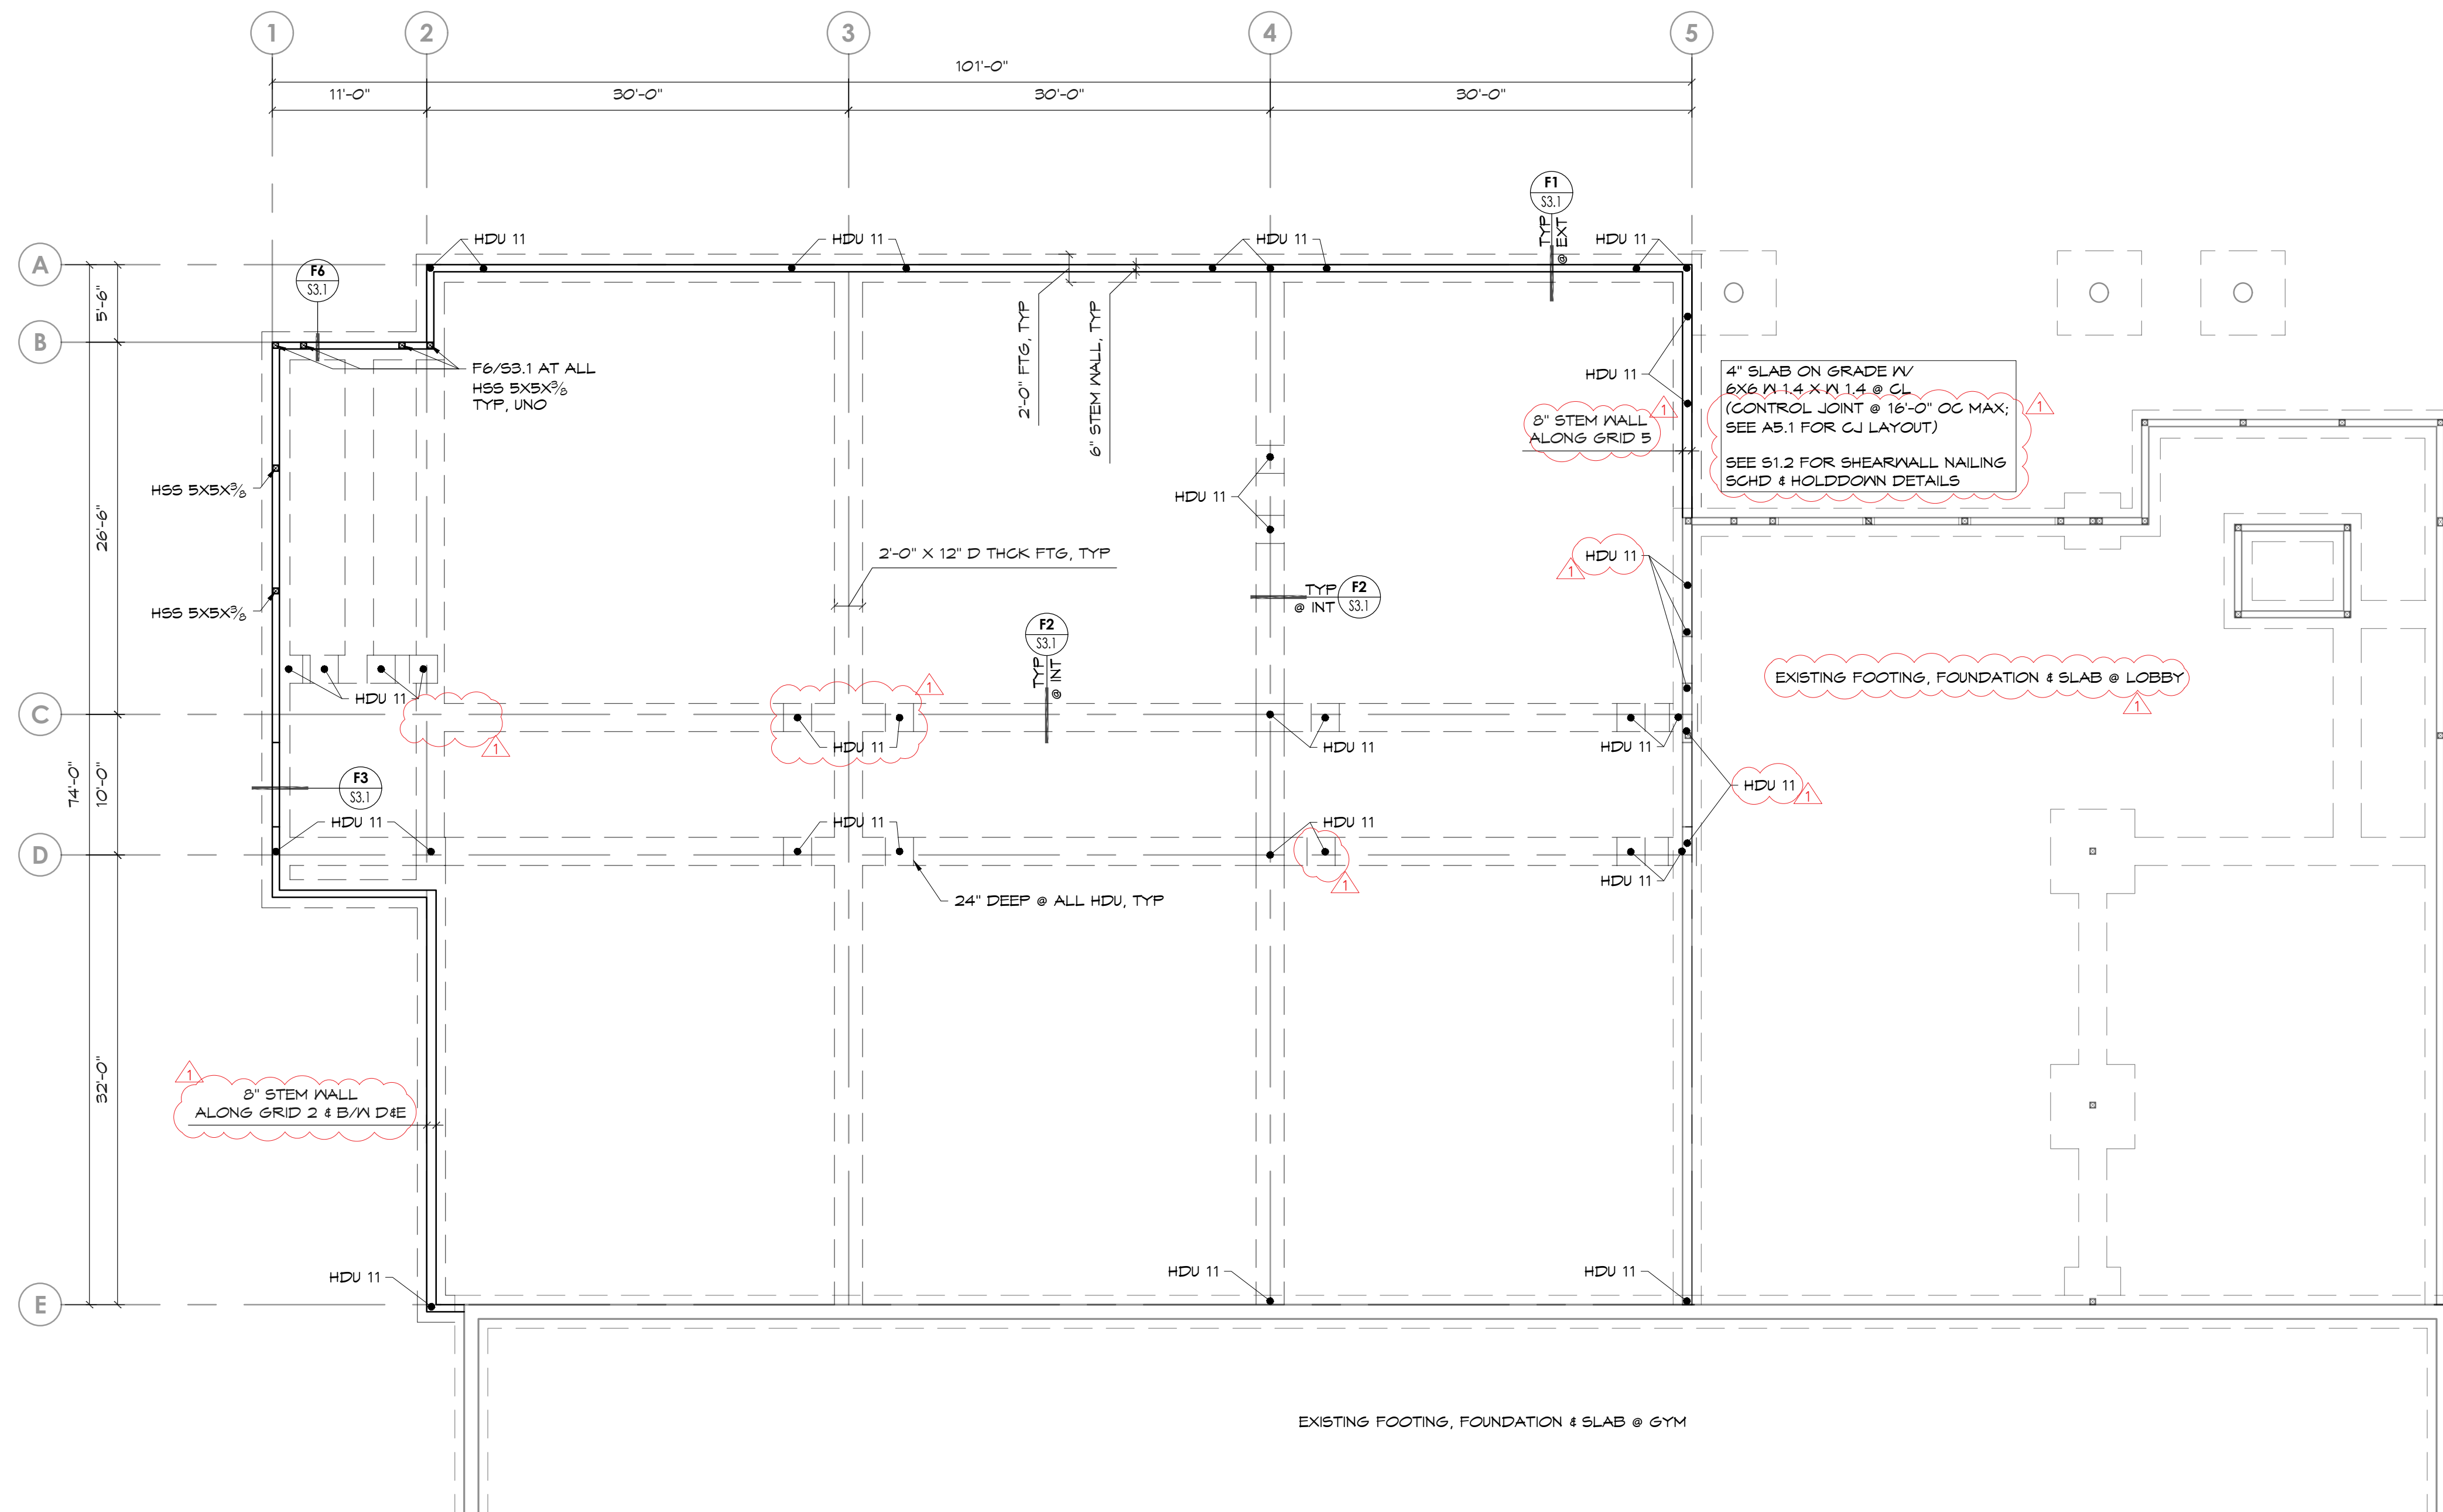 1
2
3
4
5
101'-0"
11'-0"
30'-0"
30'-0"
30'-0"
F1
S3.1
TYP
@ EXT
A
HDU 11
HDU 11
HDU 11
HDU 11
F6
S3.1
5'-6"
B
2'-0" FTG, TYP
6" STEM WALL, TYP
F6/S3.1 AT ALL
HSS 5X5X3/8
TYP, UNO
HDU 11
4" SLAB ON GRADE W/
6X6 W 1.4 X W 1.4 @ CL
(CONTROL JOINT @ 16'-0" OC MAX;
SEE A5.1 FOR CJ LAYOUT)
SEE S1.2 FOR SHEARWALL NAILING
SCHD & HOLDDOWN DETAILS
1
8" STEM WALL
ALONG GRID 5
1
HSS 5X5X3/8
HDU 11
26'-6"
2'-0" X 12" D THCK FTG, TYP
HDU 11
1
TYP
@ INT
F2
S3.1
HSS 5X5X3/8
F2
S3.1
TYP
@ INT
EXISTING FOOTING, FOUNDATION & SLAB @ LOBBY
1
HDU 11
1
C
1
HDU 11
HDU 11
HDU 11
74'-0"
10'-0"
F3
S3.1
HDU 11
1
HDU 11
HDU 11
HDU 11
D
1
HDU 11
24" DEEP @ ALL HDU, TYP
32'-0"
1
8" STEM WALL
ALONG GRID 2 & B/W D&E
HDU 11
HDU 11
HDU 11
E
EXISTING FOOTING, FOUNDATION & SLAB @ GYM